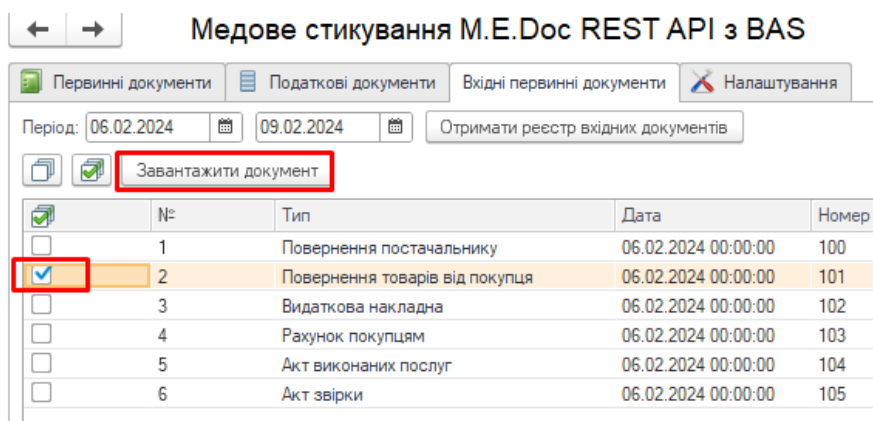 Медове стикування M.E.Doc REST API з BAS
Первинні документи Податкові документи Вхідні первинні документи Налаштування
Період: 06.02.2024 09.02.2024 Отримати реєстр вхідних документів
Завантажити документ
№ Тип Дата Номер
1 Повернення постачальнику 06.02.2024 00:00:00 100
2 Повернення товарів від покупця 06.02.2024 00:00:00 101
3 Видаткова накладна 06.02.2024 00:00:00 102
4 Рахунок покупцям 06.02.2024 00:00:00 103
5 Акт виконаних послуг 06.02.2024 00:00:00 104
6 Акт звірки 06.02.2024 00:00:00 105